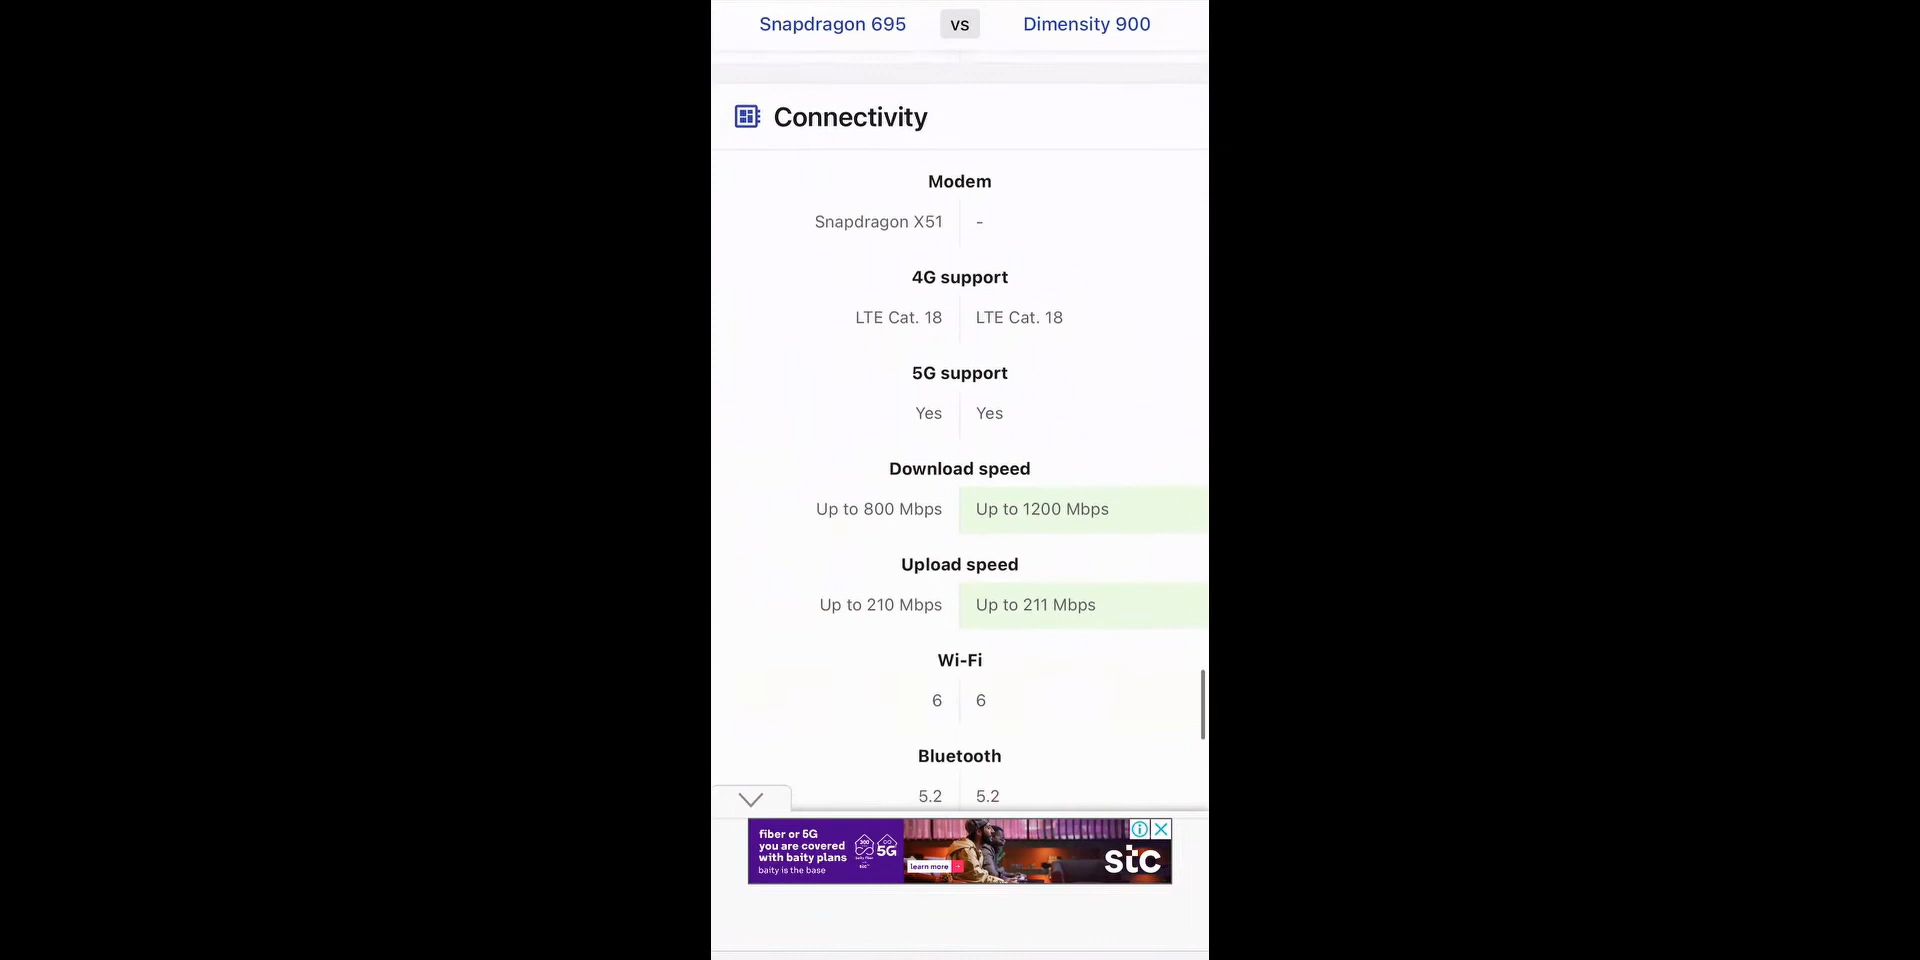 Snapdragon 695 vs Dimensity 900
Connectivity
Modem
Snapdragon X51 -
4G support
LTE Cat. 18 LTE Cat. 18
5G support
Yes Yes
Download speed
Up to 800 Mbps Up to 1200 Mbps
Upload speed
Up to 210 Mbps Up to 211 Mbps
Wi-Fi
6 6
Bluetooth
5.2 5.2
fiber or 5G
you are covered
with baity plans
baity is the base
5G
learn more
stc